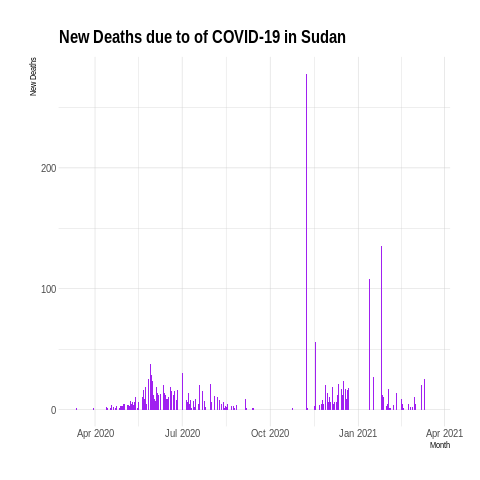 New Deaths due to of COVID-19 in Sudan
New Deaths
200
100
0
Apr 2020 Jul 2020 Oct 2020 Jan 2021 Apr 2021
Month